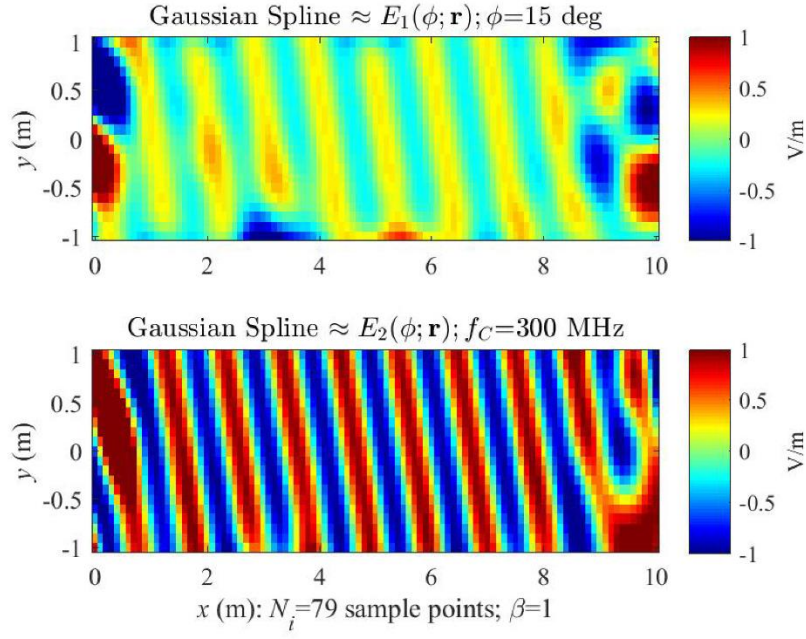 Gaussian Spline ≈ E₁(ϕ; r); ϕ=15 deg
1
0.5
0
-0.5
-1
y (m)
0 2 4 6 8 10
1
0.5
0
-0.5
-1
V/m
Gaussian Spline ≈ E₂(ϕ; r); f_C=300 MHz
1
0.5
0
-0.5
-1
y (m)
0 2 4 6 8 10
x (m): Nᵢ=79 sample points; β=1
1
0.5
0
-0.5
-1
V/m